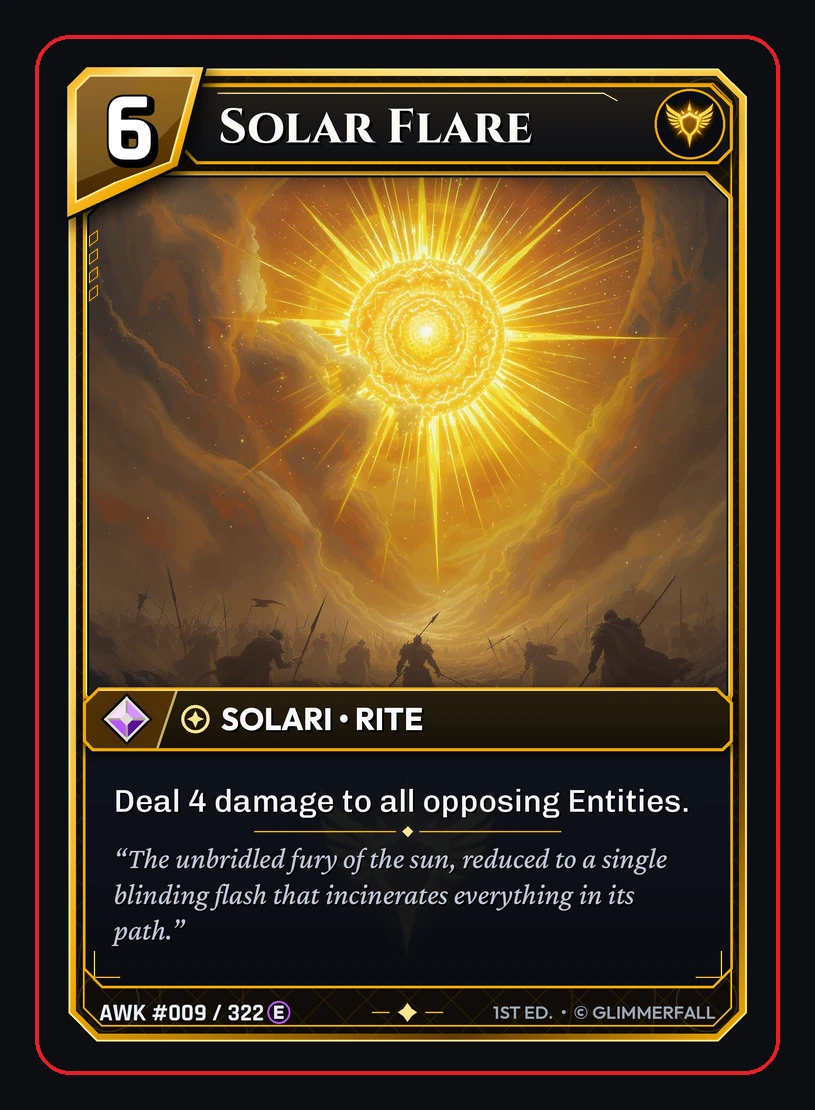 6
SOLAR FLARE
SOLARI • RITE
Deal 4 damage to all opposing Entities.
“The unbridled fury of the sun, reduced to a single
blinding flash that incinerates everything in its
path.”
AWK #009 / 322 E
1ST ED. • © GLIMMERFALL